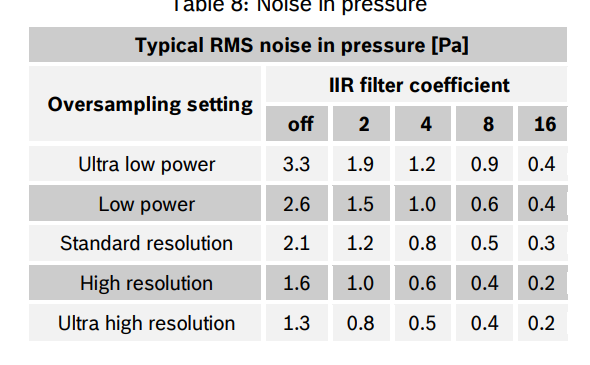 Table 8: Noise in pressure
Typical RMS noise in pressure [Pa]
Oversampling setting
IIR filter coefficient
off 2 4 8 16
Ultra low power 3.3 1.9 1.2 0.9 0.4
Low power 2.6 1.5 1.0 0.6 0.4
Standard resolution 2.1 1.2 0.8 0.5 0.3
High resolution 1.6 1.0 0.6 0.4 0.2
Ultra high resolution 1.3 0.8 0.5 0.4 0.2